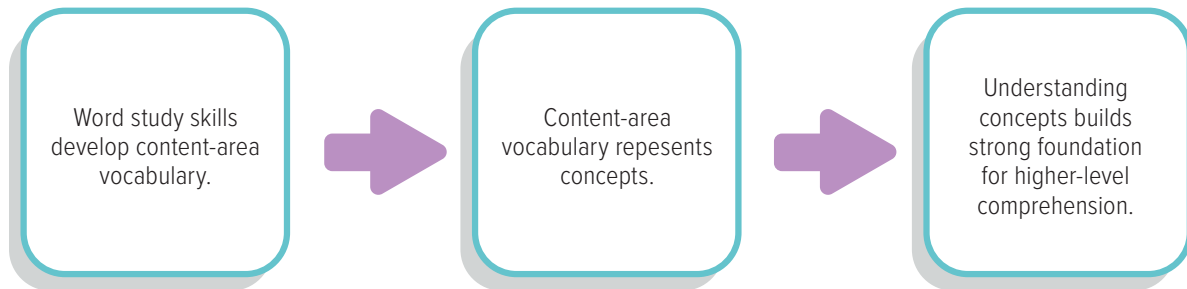 Word study skills
develop content-area
vocabulary.
Content-area
vocabulary repesents
concepts.
Understanding
concepts builds
strong foundation
for higher-level
comprehension.